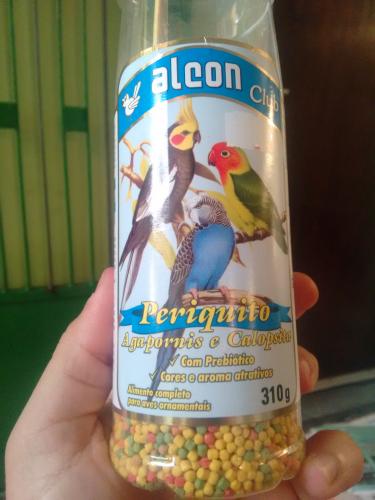 alcon
Club
Periquito
Agapornis e Calopsita
✓ Com Prebiótico
✓ Cores e aroma atrativos
Alimento completo
para aves ornamentais
310g